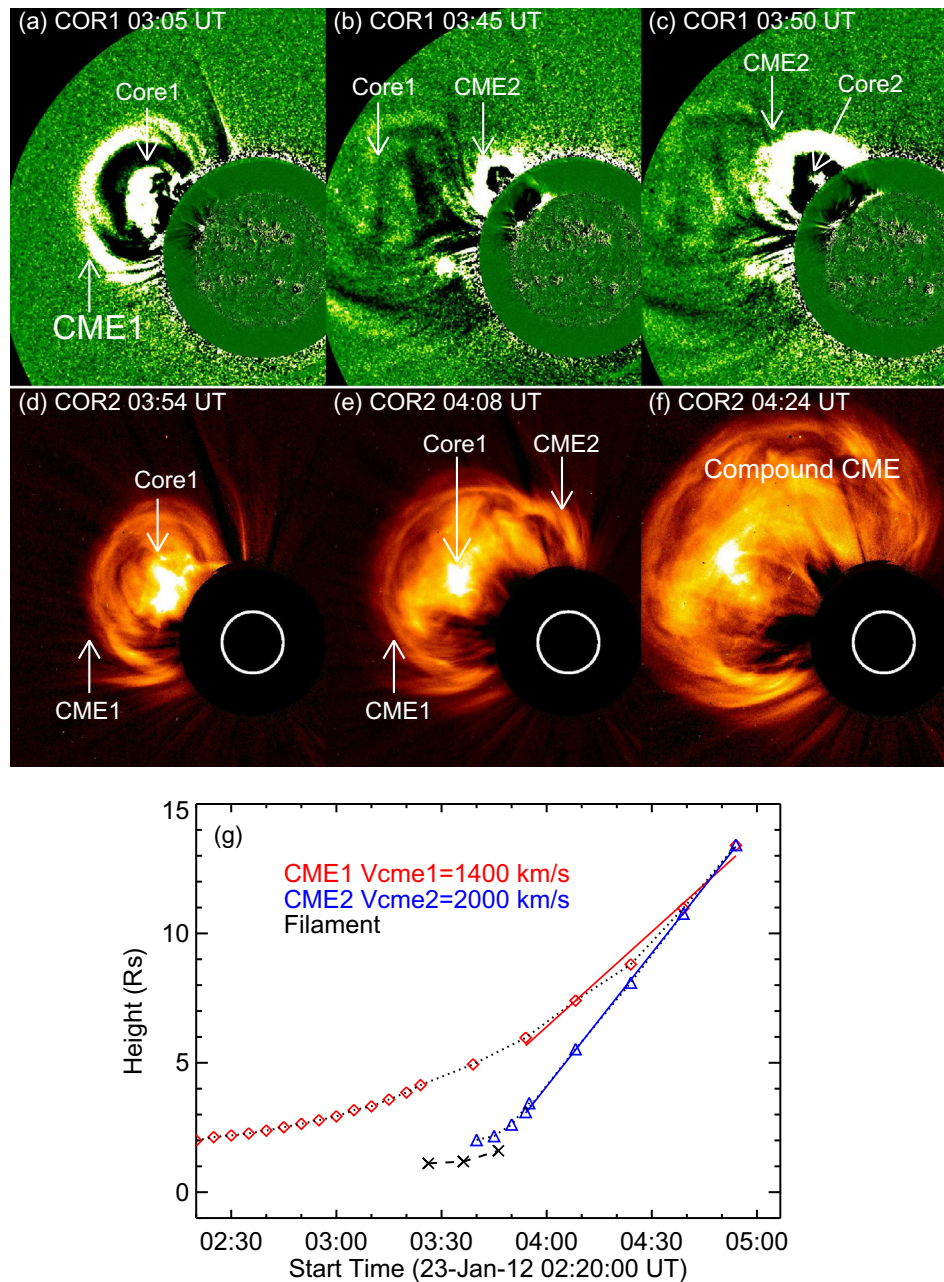 (a) COR1 03:05 UT
(b) COR1 03:45 UT
(c) COR1 03:50 UT
Core1
CME1
Core1
CME2
CME2
Core2
(d) COR2 03:54 UT
(e) COR2 04:08 UT
(f) COR2 04:24 UT
Core1
CME1
Core1
CME2
CME1
Compound CME
(g)
CME1 Vcme1=1400 km/s
CME2 Vcme2=2000 km/s
Filament
Height (Rs)
15
10
5
0
02:30
03:00
03:30
04:00
04:30
05:00
Start Time (23-Jan-12 02:20:00 UT)